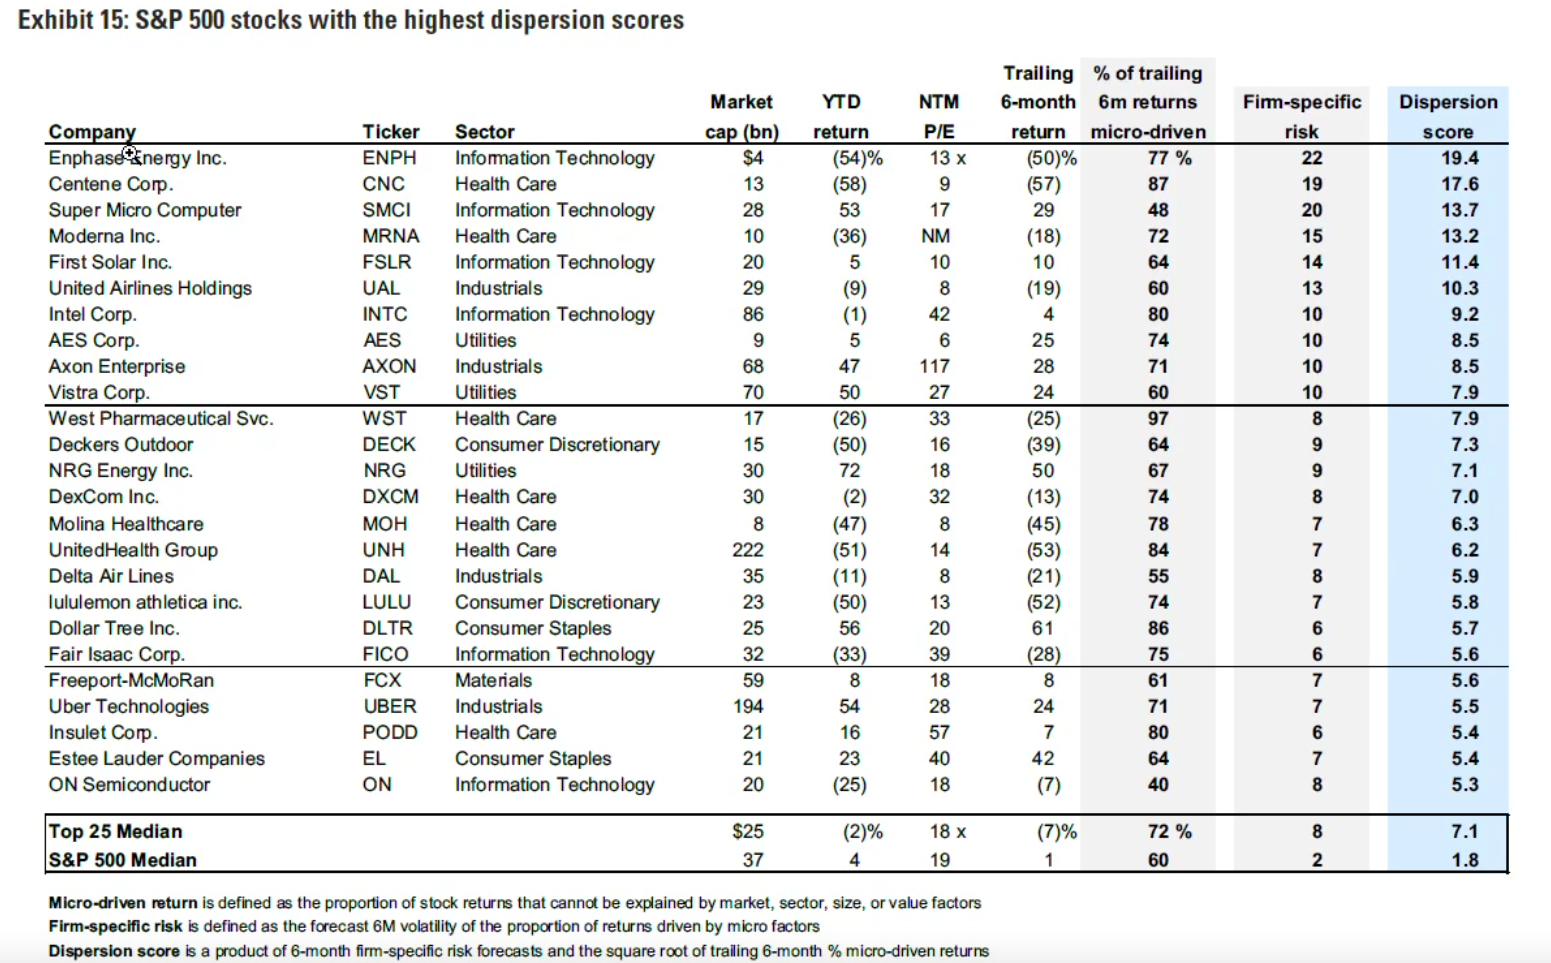 Exhibit 15: S&P 500 stocks with the highest dispersion scores
Trailing % of trailing
Market YTD NTM 6-month 6m returns Firm-specific Dispersion
Company Ticker Sector cap (bn) return P/E return micro-driven risk score
Enphase Energy Inc. ENPH Information Technology $4 (54)% 13 x (50)% 77 % 22 19.4
Centene Corp. CNC Health Care 13 (58) 9 (57) 87 19 17.6
Super Micro Computer SMCI Information Technology 28 53 17 29 48 20 13.7
Moderna Inc. MRNA Health Care 10 (36) NM (18) 72 15 13.2
First Solar Inc. FSLR Information Technology 20 5 10 10 64 14 11.4
United Airlines Holdings UAL Industrials 29 (9) 8 (19) 60 13 10.3
Intel Corp. INTC Information Technology 86 (1) 42 4 80 10 9.2
AES Corp. AES Utilities 9 5 6 25 74 10 8.5
Axon Enterprise AXON Industrials 68 47 117 28 71 10 8.5
Vistra Corp. VST Utilities 70 50 27 24 60 10 7.9
West Pharmaceutical Svc. WST Health Care 17 (26) 33 (25) 97 8 7.9
Deckers Outdoor DECK Consumer Discretionary 15 (50) 16 (39) 64 9 7.3
NRG Energy Inc. NRG Utilities 30 72 18 50 67 9 7.1
DexCom Inc. DXCM Health Care 30 (2) 32 (13) 74 8 7.0
Molina Healthcare MOH Health Care 8 (47) 8 (45) 78 7 6.3
UnitedHealth Group UNH Health Care 222 (51) 14 (53) 84 7 6.2
Delta Air Lines DAL Industrials 35 (11) 8 (21) 55 8 5.9
lululemon athletica inc. LULU Consumer Discretionary 23 (50) 13 (52) 74 7 5.8
Dollar Tree Inc. DLTR Consumer Staples 25 56 20 61 86 6 5.7
Fair Isaac Corp. FICO Information Technology 32 (33) 39 (28) 75 6 5.6
Freeport-McMoRan FCX Materials 59 8 18 8 61 7 5.6
Uber Technologies UBER Industrials 194 54 28 24 71 7 5.5
Insulet Corp. PODD Health Care 21 16 57 7 80 6 5.4
Estee Lauder Companies EL Consumer Staples 21 23 40 42 64 7 5.4
ON Semiconductor ON Information Technology 20 (25) 18 (7) 40 8 5.3
Top 25 Median $25 (2)% 18 x (7)% 72 % 8 7.1
S&P 500 Median 37 4 19 1 60 2 1.8
Micro-driven return is defined as the proportion of stock returns that cannot be explained by market, sector, size, or value factors
Firm-specific risk is defined as the forecast 6M volatility of the proportion of returns driven by micro factors
Dispersion score is a product of 6-month firm-specific risk forecasts and the square root of trailing 6-month % micro-driven returns